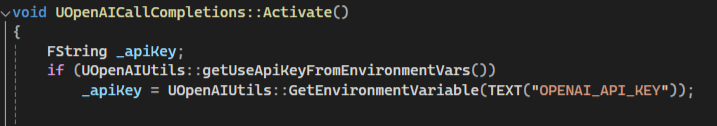 void UOpenAICallCompletions::Activate()
{
FString _apiKey;
if (UOpenAIUtils::getUseApiKeyFromEnvironmentVars())
_apiKey = UOpenAIUtils::GetEnvironmentVariable(TEXT("OPENAI_API_KEY"));